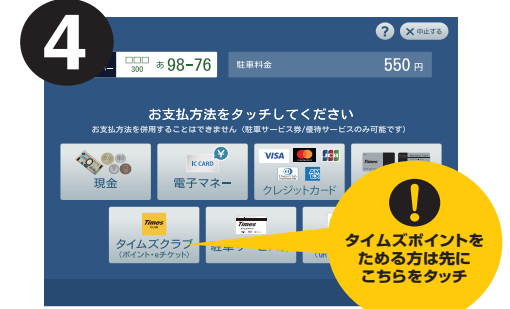 4
? × 中止する
□□□ 300 あ 98-76 駐車料金 550 円
お支払方法をタッチしてください
お支払方法を併用することはできません（駐車サービス券/優待サービスのみ可能です）
IC CARD ¥ VISA AMEX Times
現金 電子マネー クレジットカード
Times Times
タイムズクラブ
（ポイント・eチケット）
!
タイムズポイントを
ためる方は先に
こちらをタッチ